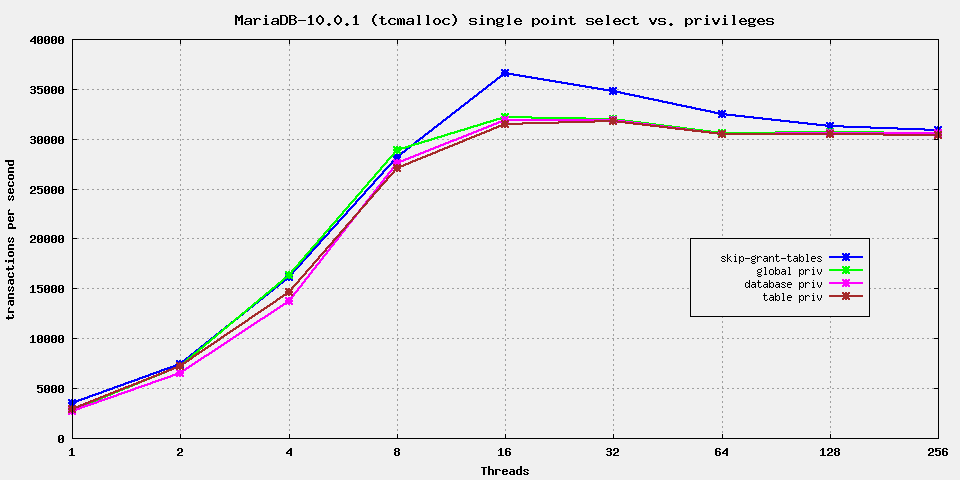 MariaDB-10.0.1 (tcmalloc) single point select vs. privileges
transactions per second
40000
35000
30000
25000
20000
15000
10000
5000
0
skip-grant-tables
global priv
database priv
table priv
1 2 4 8 16 32 64 128 256
Threads